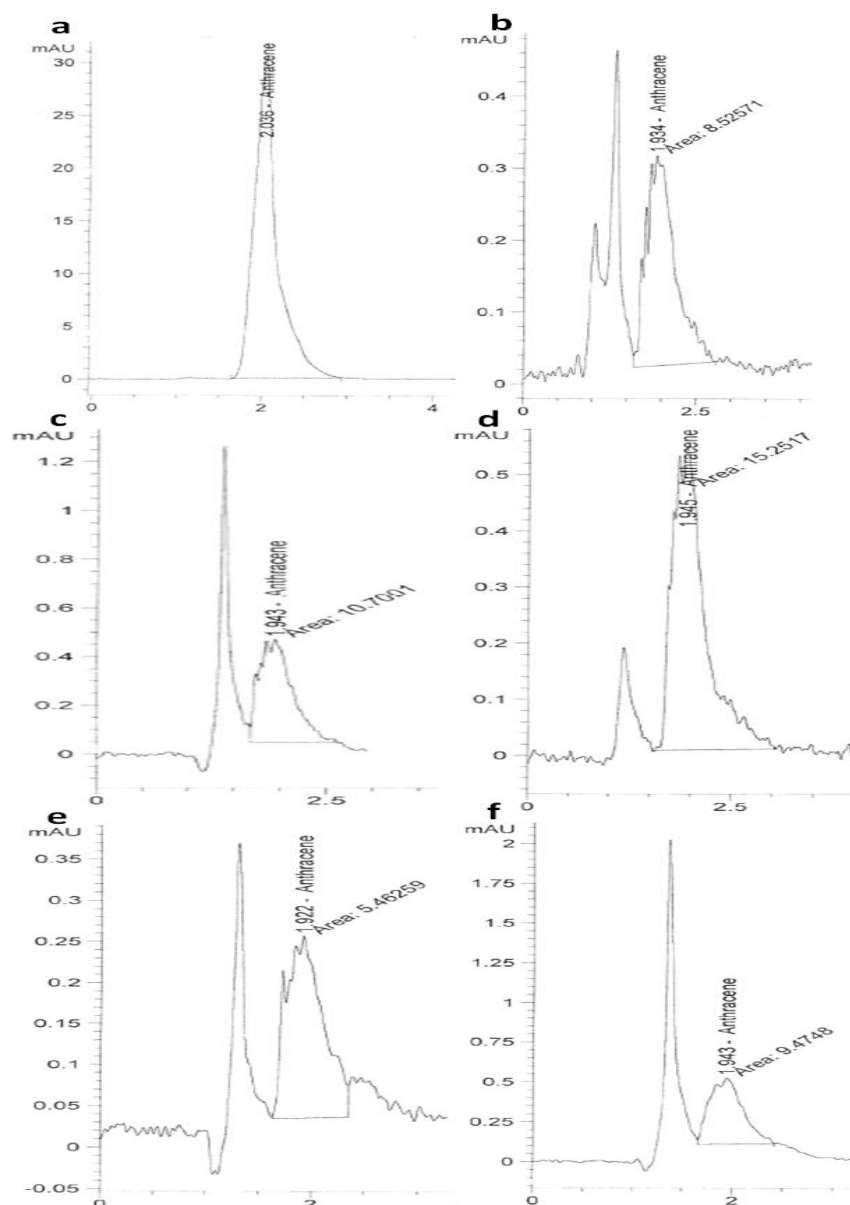 a
mAU
30
25
20
15
10
5
0
0
2
4
2.036 - Anthracene
b
mAU
0.4
0.3
0.2
0.1
0
0
2.5
1.934 - Anthracene
Area: 8.52571
c
mAU
1.2
1
0.8
0.6
0.4
0.2
0
0
2.5
1.943 - Anthracene
Area: 10.7001
d
mAU
0.5
0.4
0.3
0.2
0.1
0
0
2.5
1.945 - Anthracene
Area: 15.2517
e
mAU
0.35
0.3
0.25
0.2
0.15
0.1
0.05
0
-0.05
0
2
1.922 - Anthracene
Area: 5.46259
f
mAU
2
1.75
1.5
1.25
1
0.75
0.5
0.25
0
0
2
1.943 - Anthracene
Area: 9.4748